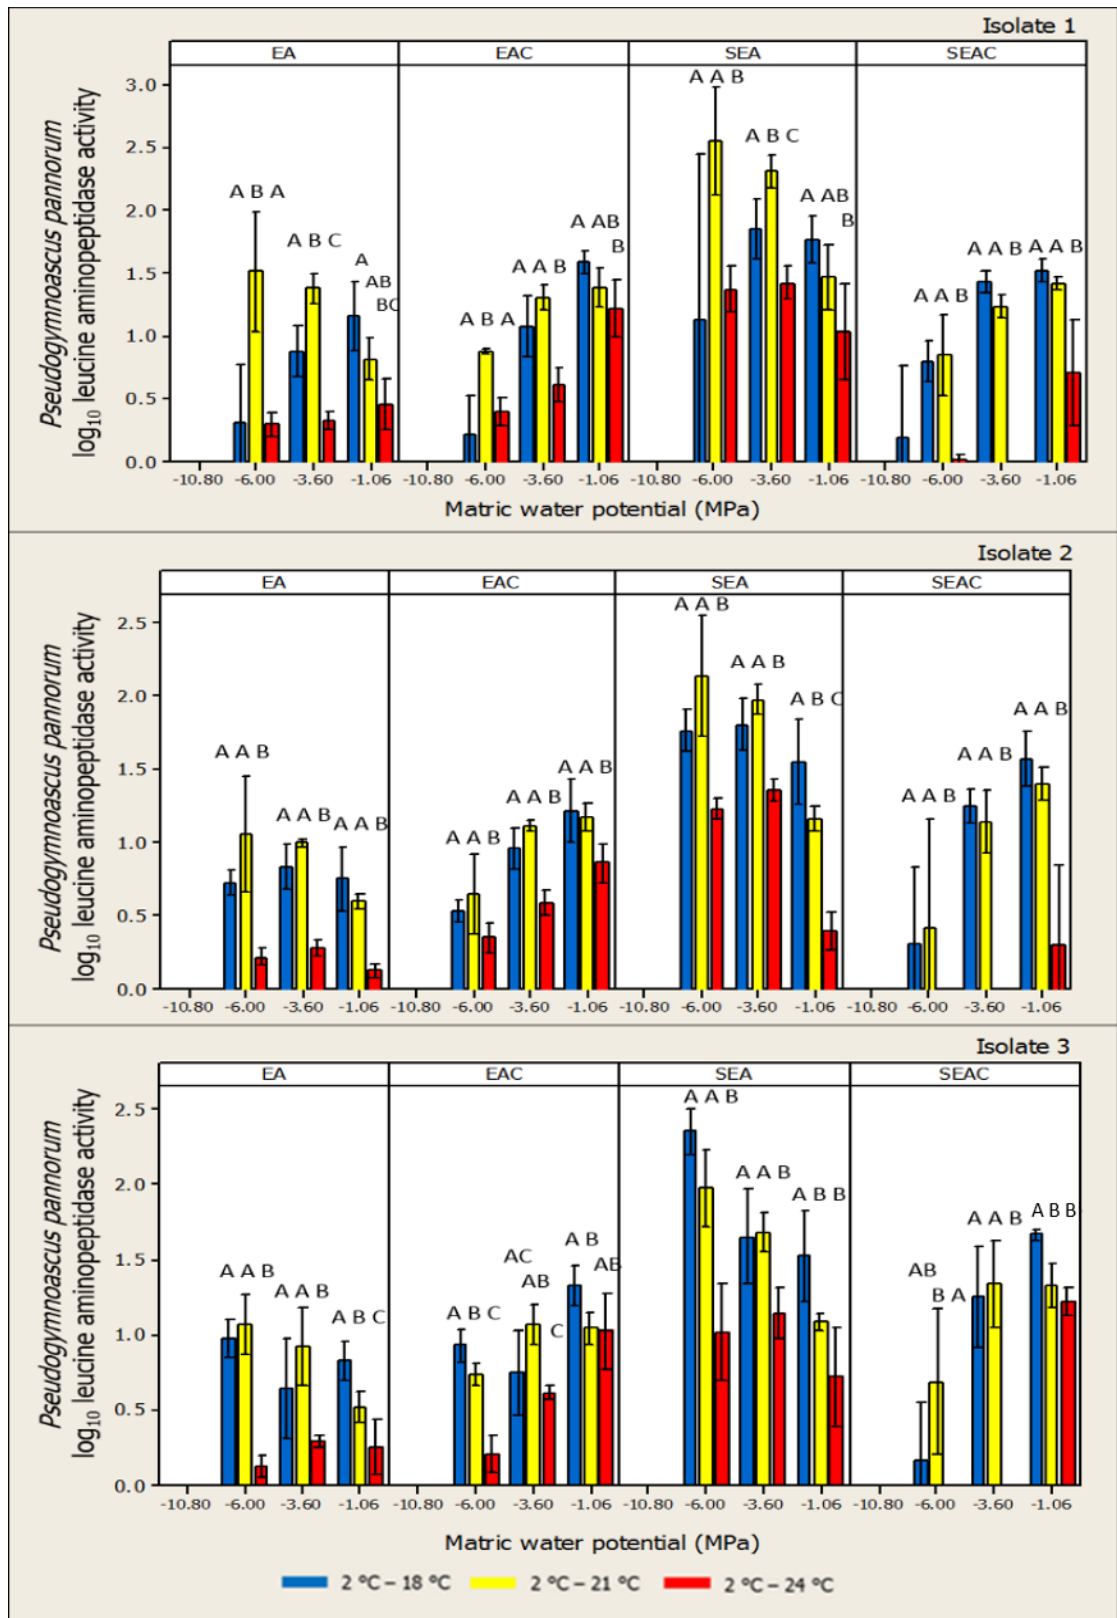 Isolate 1
EA EAC SEA SEAC
Pseudogymnoascus pannorum
log10 leucine aminopeptidase activity
3.0
2.5
2.0
1.5
1.0
0.5
0.0
A B A
A B C
A
AB
BC
A B A
A A B
A AB
B
A A B
A B C
A AB
B
A A B
A A B
A A B
-10.80 -6.00 -3.60 -1.06 -10.80 -6.00 -3.60 -1.06 -10.80 -6.00 -3.60 -1.06 -10.80 -6.00 -3.60 -1.06
Matric water potential (MPa)
Isolate 2
EA EAC SEA SEAC
Pseudogymnoascus pannorum
log10 leucine aminopeptidase activity
2.5
2.0
1.5
1.0
0.5
0.0
A A B
A A B
A A B
A A B
A A B
A A B
A A B
A A B
A B C
A A B
A A B
A A B
-10.80 -6.00 -3.60 -1.06 -10.80 -6.00 -3.60 -1.06 -10.80 -6.00 -3.60 -1.06 -10.80 -6.00 -3.60 -1.06
Isolate 3
EA EAC SEA SEAC
Pseudogymnoascus pannorum
log10 leucine aminopeptidase activity
2.5
2.0
1.5
1.0
0.5
0.0
A A B
A A B
A B C
A B C
AC
AB
C
A B
AB
A A B
A A B
A B B
AB
B A
A A B
A B B
-10.80 -6.00 -3.60 -1.06 -10.80 -6.00 -3.60 -1.06 -10.80 -6.00 -3.60 -1.06 -10.80 -6.00 -3.60 -1.06
Matric water potential (MPa)
2 °C – 18 °C 2 °C – 21 °C 2 °C – 24 °C